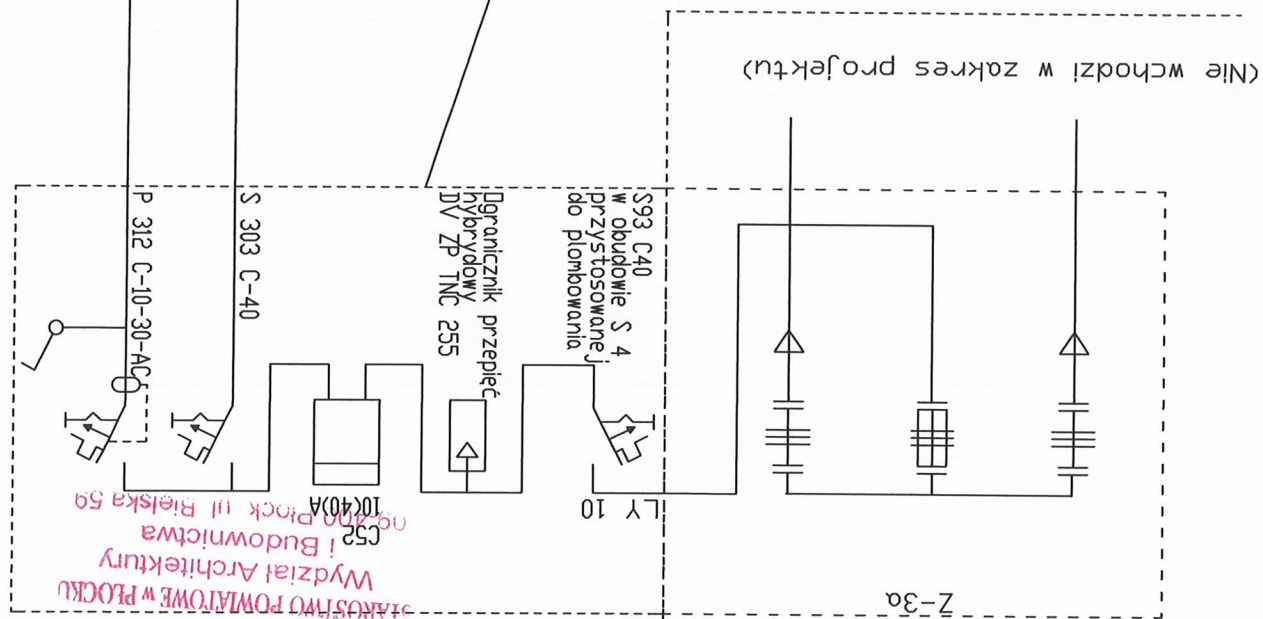 Z-3a
STAROSTWO POWIATOWE w PŁOCKU
Wydział Architektury
i Budownictwa
09-400 Płock ul. Bielska 59
C52
10(40)A
LY 10
S93 C40
w obudowie S 4
przystosowanej
do plombowania
Ogranicznik przepięć
hybrydowy
DV ZP TNC 255
S 303 C-40
P 312 C-10-30-AC
(Nie wchodzi w zakres projektu)